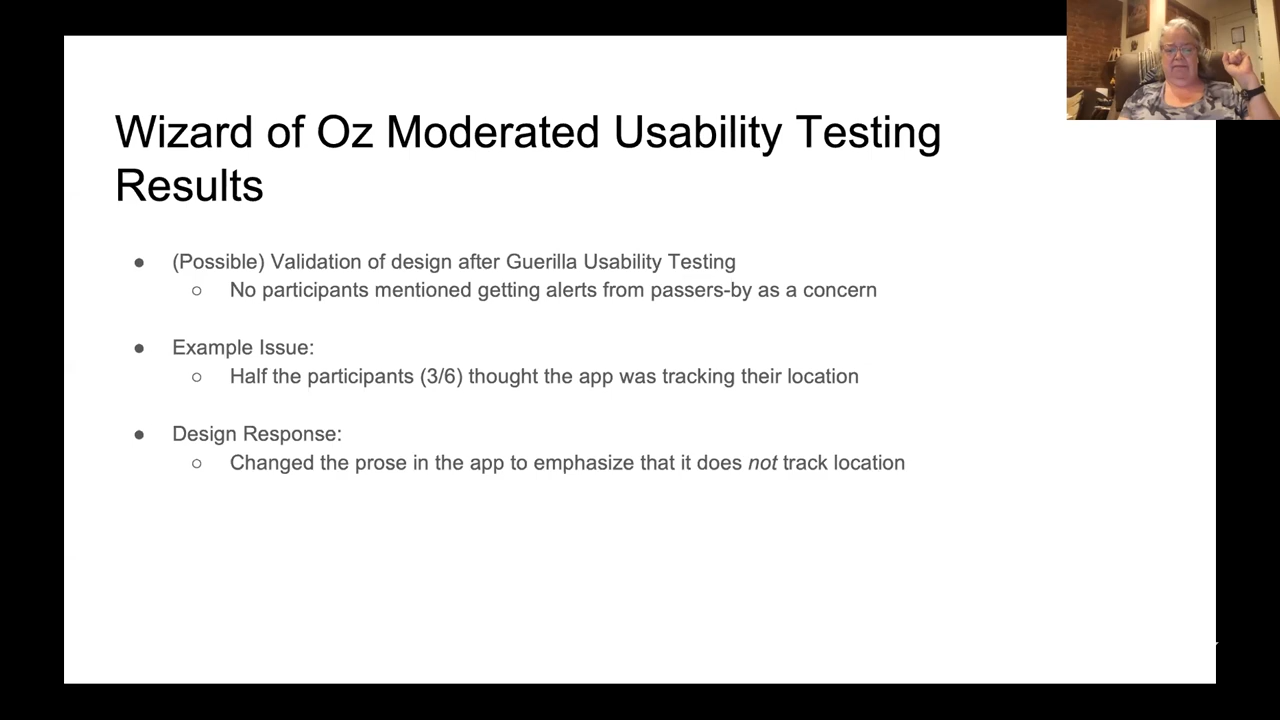 Wizard of Oz Moderated Usability Testing
Results
● (Possible) Validation of design after Guerilla Usability Testing
○ No participants mentioned getting alerts from passers-by as a concern
● Example Issue:
○ Half the participants (3/6) thought the app was tracking their location
● Design Response:
○ Changed the prose in the app to emphasize that it does not track location